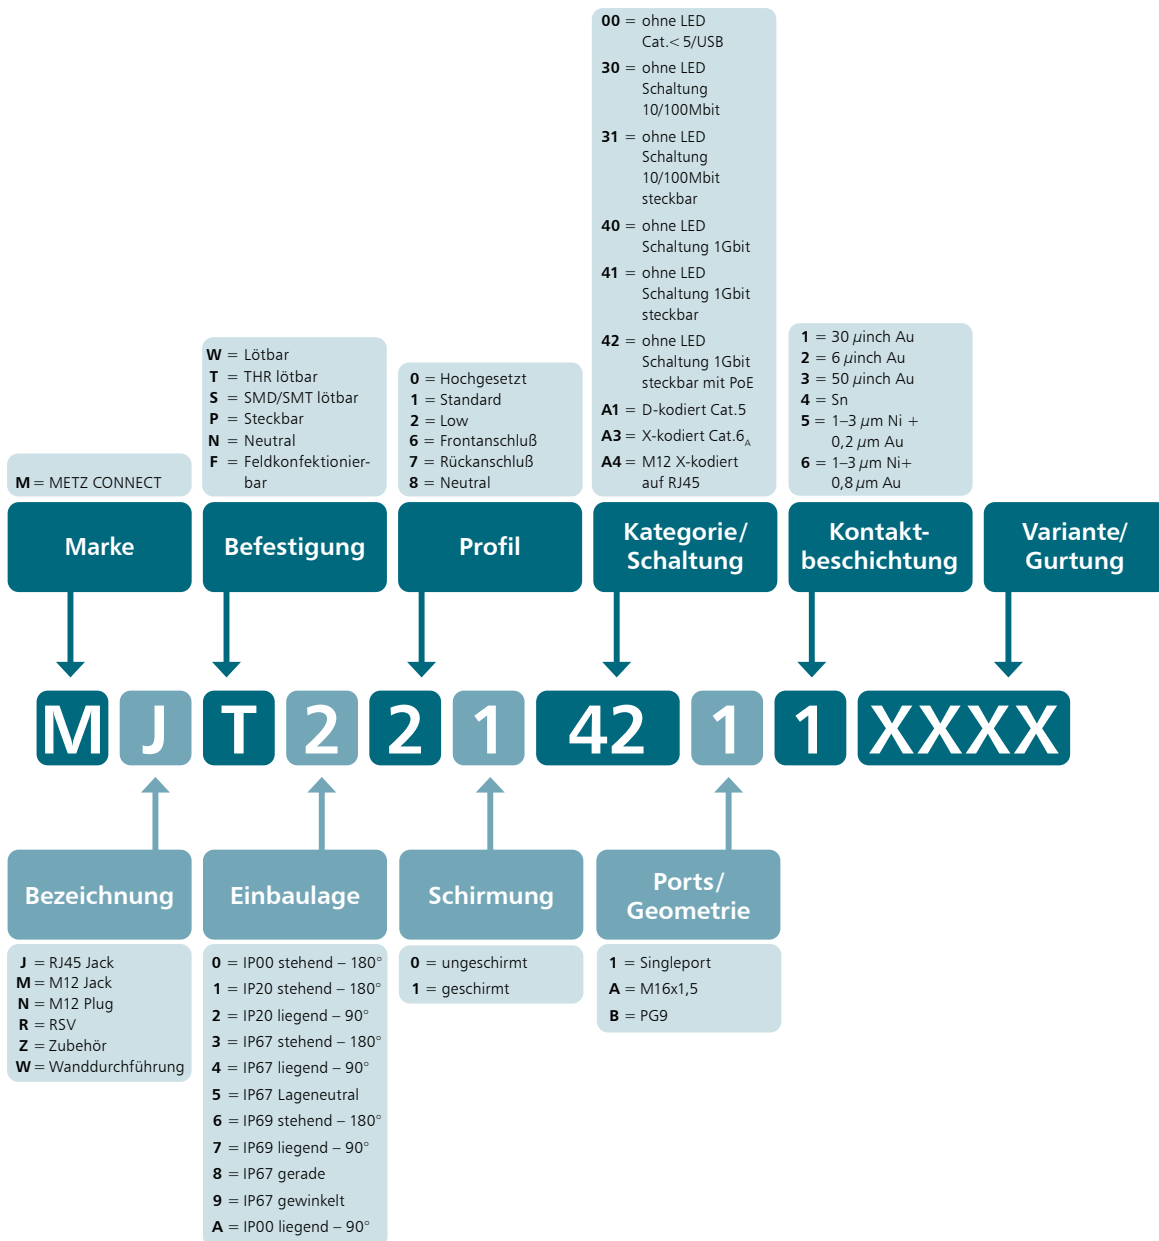 00 = ohne LED
Cat.< 5/USB
30 = ohne LED
Schaltung
10/100Mbit
31 = ohne LED
Schaltung
10/100Mbit
steckbar
40 = ohne LED
Schaltung 1Gbit
41 = ohne LED
Schaltung 1Gbit
steckbar
42 = ohne LED
Schaltung 1Gbit
steckbar mit PoE
A1 = D-kodiert Cat.5
A3 = X-kodiert Cat.6A
A4 = M12 X-kodiert
auf RJ45
M = METZ CONNECT
W = Lötbar
T = THR lötbar
S = SMD/SMT lötbar
P = Steckbar
N = Neutral
F = Feldkonfektionier-
bar
0 = Hochgesetzt
1 = Standard
2 = Low
6 = Frontanschluß
7 = Rückanschluß
8 = Neutral
1 = 30 µinch Au
2 = 6 µinch Au
3 = 50 µinch Au
4 = Sn
5 = 1–3 µm Ni +
0,2 µm Au
6 = 1–3 µm Ni+
0,8 µm Au
Marke
Befestigung
Profil
Kategorie/
Schaltung
Kontakt-
beschichtung
Variante/
Gurtung
M J T 2 2 1 42 1 1 XXXX
Bezeichnung
Einbaulage
Schirmung
Ports/
Geometrie
J = RJ45 Jack
M = M12 Jack
N = M12 Plug
R = RSV
Z = Zubehör
W = Wanddurchführung
0 = IP00 stehend – 180°
1 = IP20 stehend – 180°
2 = IP20 liegend – 90°
3 = IP67 stehend – 180°
4 = IP67 liegend – 90°
5 = IP67 Lageneutral
6 = IP69 stehend – 180°
7 = IP69 liegend – 90°
8 = IP67 gerade
9 = IP67 gewinkelt
A = IP00 liegend – 90°
0 = ungeschirmt
1 = geschirmt
1 = Singleport
A = M16x1,5
B = PG9